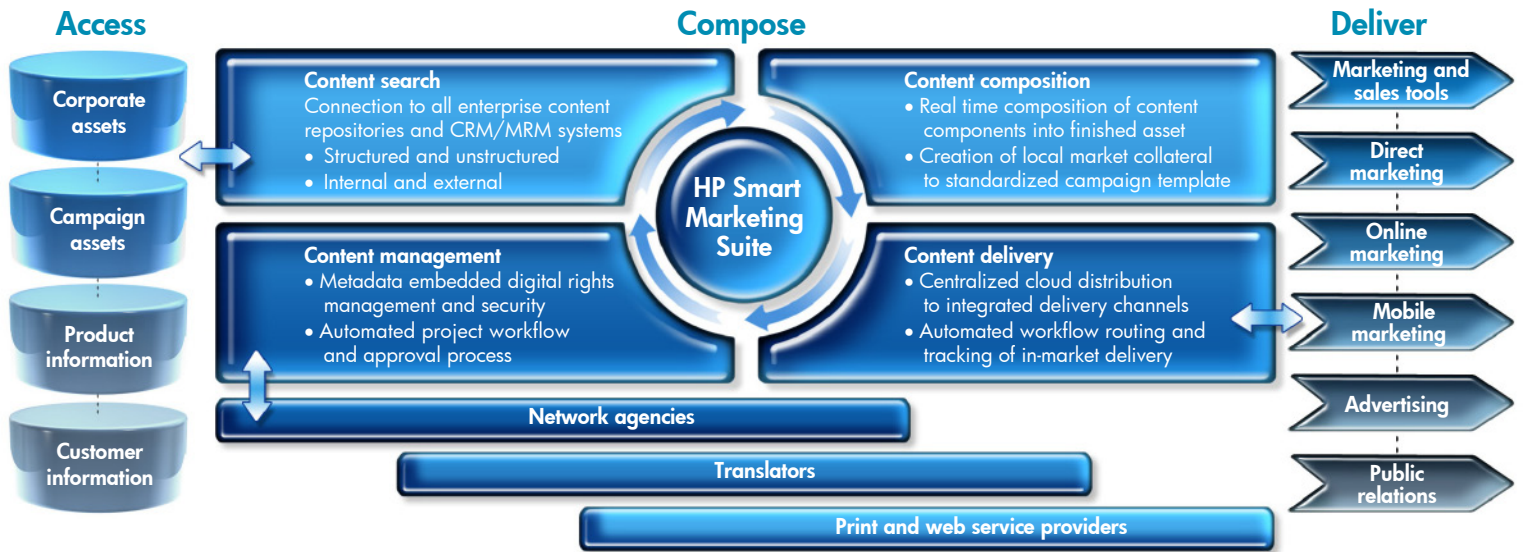 Access
Corporate
assets
Campaign
assets
Product
information
Customer
information
Compose
Content search
Connection to all enterprise content
repositories and CRM/MRM systems
• Structured and unstructured
• Internal and external
Content composition
• Real time composition of content
components into finished asset
• Creation of local market collateral
to standardized campaign template
HP Smart
Marketing
Suite
Content management
• Metadata embedded digital rights
management and security
• Automated project workflow
and approval process
Content delivery
• Centralized cloud distribution
to integrated delivery channels
• Automated workflow routing and
tracking of in-market delivery
Network agencies
Translators
Print and web service providers
Deliver
Marketing and
sales tools
Direct
marketing
Online
marketing
Mobile
marketing
Advertising
Public
relations